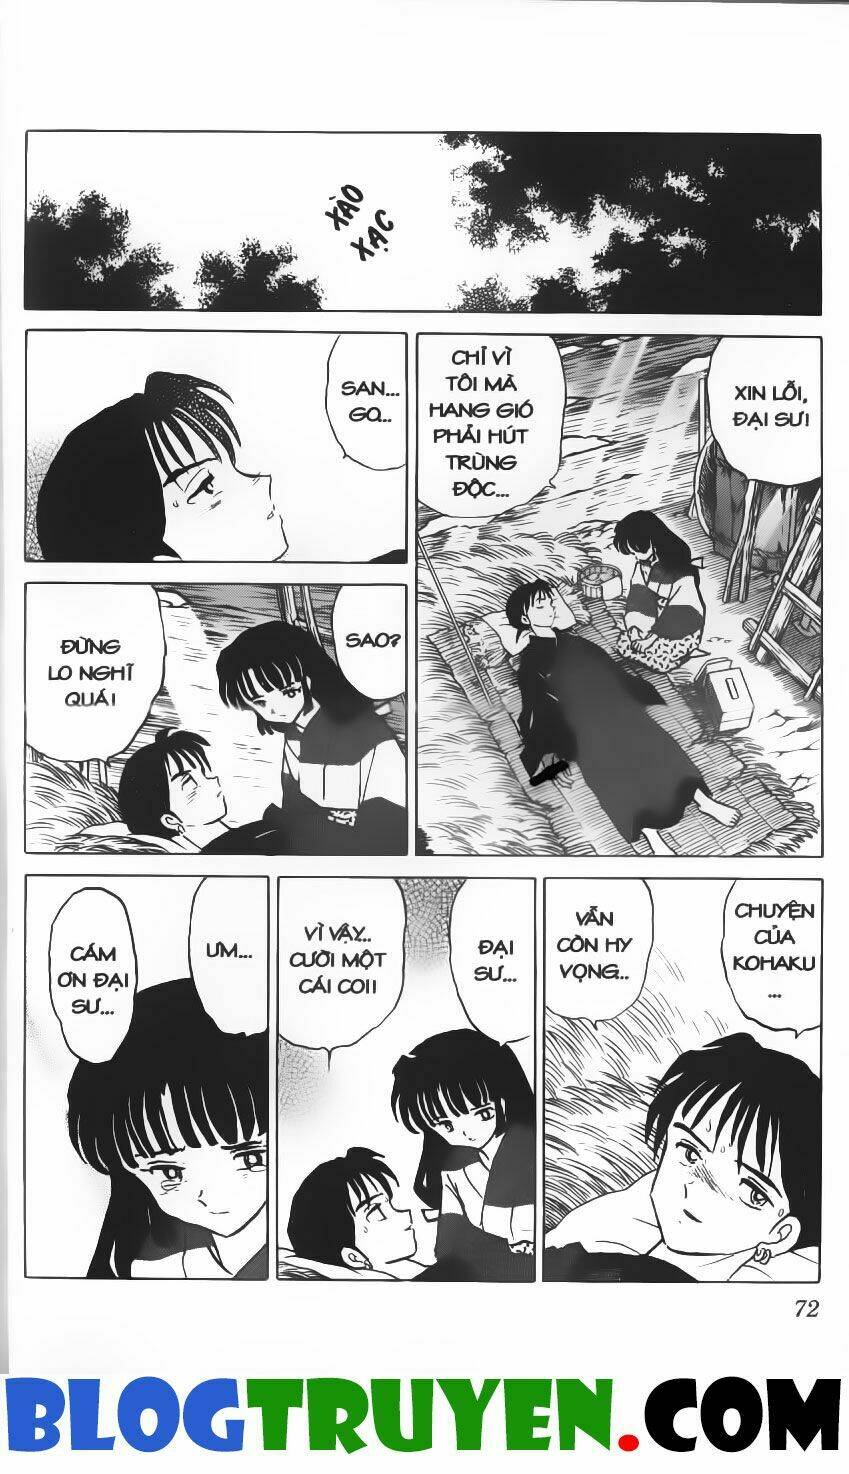 XÀO
XẠC
XIN LỖI,
ĐẠI SƯ!
CHỈ VÌ
TÔI MÀ
HANG GIÓ
PHẢI HÚT
TRÙNG
ĐỘC...
SAN...
GO...
SAO?
ĐỪNG
LO NGHĨ
QUÁ!
CHUYỆN
CỦA
KOHAKU
...
VẪN
CÒN HY
VỌNG...
ĐẠI
SƯ...
VÌ VẬY...
CƯỜI MỘT
CÁI COI!
ƯM...
CÁM
ƠN ĐẠI
SƯ...
72
BLOGTRUYEN.COM